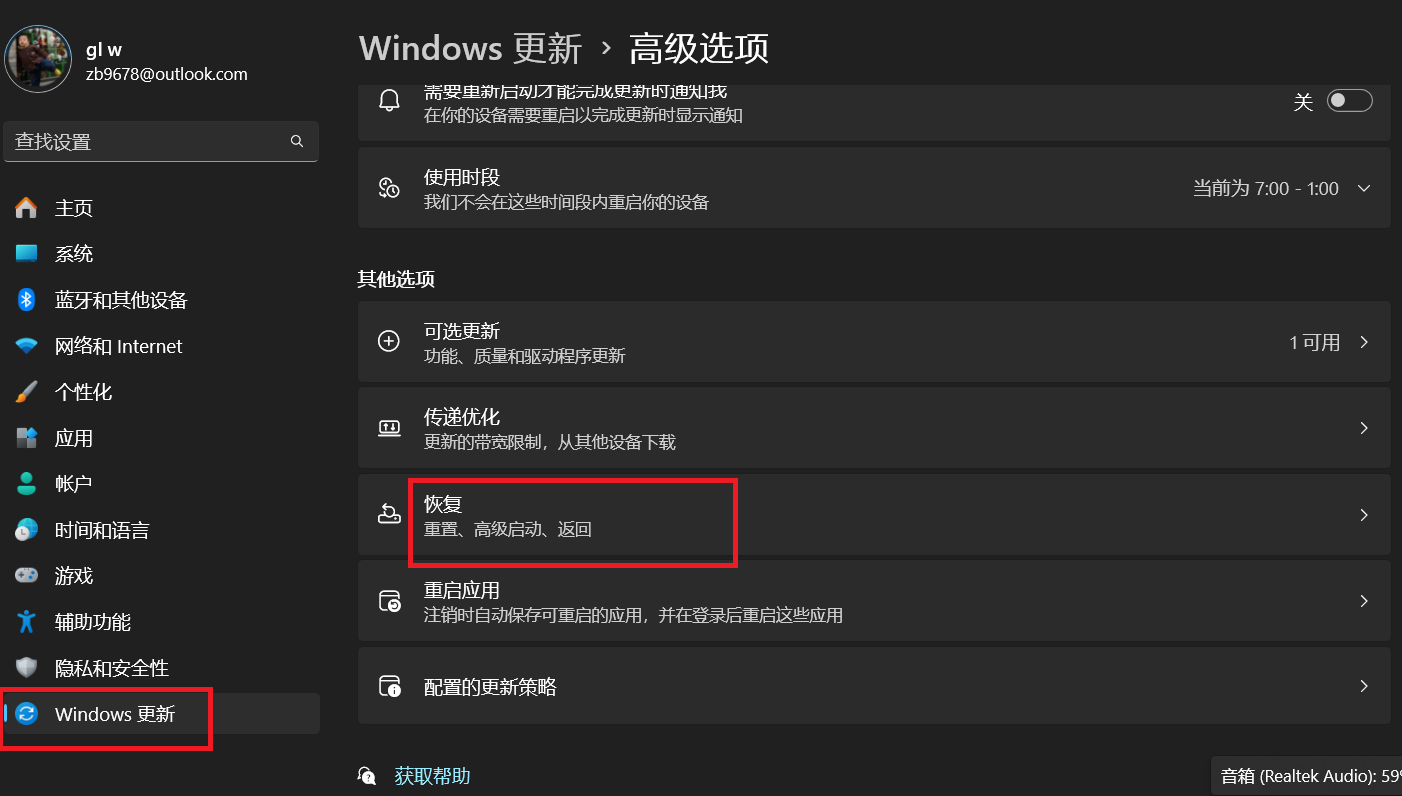 gl w
zb9678@outlook.com
查找设置
主页
系统
蓝牙和其他设备
网络和 Internet
个性化
应用
帐户
时间和语言
游戏
辅助功能
隐私和安全性
Windows 更新
Windows 更新 › 高级选项
需要重新启动才能完成更新时通知我
在你的设备需要重启以完成更新时显示通知
关
使用时段
我们不会在这些时间段内重启你的设备
当前为 7:00 - 1:00
其他选项
可选更新
功能、质量和驱动程序更新
1 可用
传递优化
更新的带宽限制，从其他设备下载
恢复
重置、高级启动、返回
重启应用
注销时自动保存可重启的应用，并在登录后重启这些应用
配置的更新策略
获取帮助
音箱 (Realtek Audio): 59%